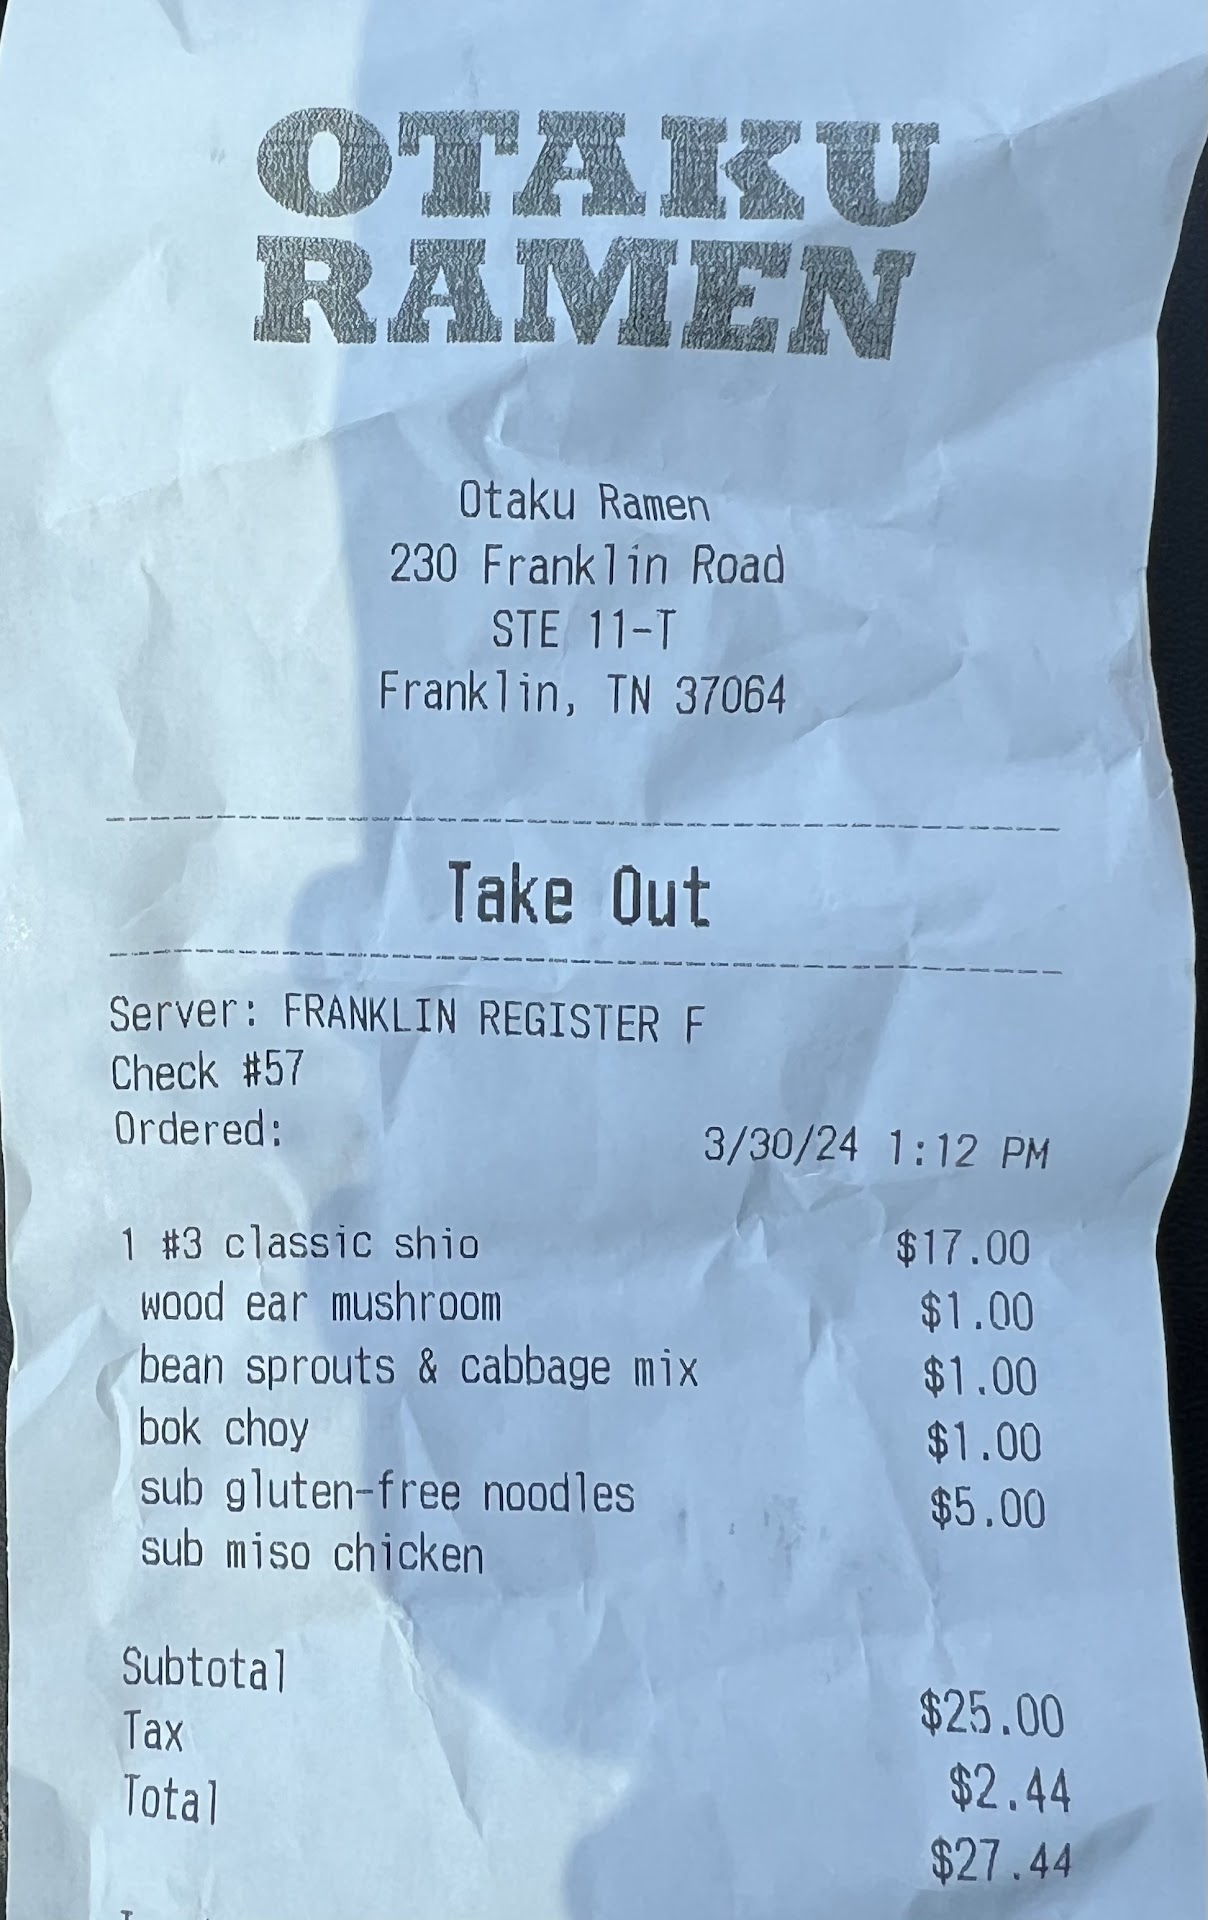 OTAKU
RAMEN
Otaku Ramen
230 Franklin Road
STE 11-T
Franklin, TN 37064
Take Out
Server: FRANKLIN REGISTER F
Check #57
Ordered: 3/30/24 1:12 PM
1 #3 classic shio $17.00
wood ear mushroom $1.00
bean sprouts & cabbage mix $1.00
bok choy $1.00
sub gluten-free noodles $5.00
sub miso chicken
Subtotal $25.00
Tax $2.44
Total $27.44